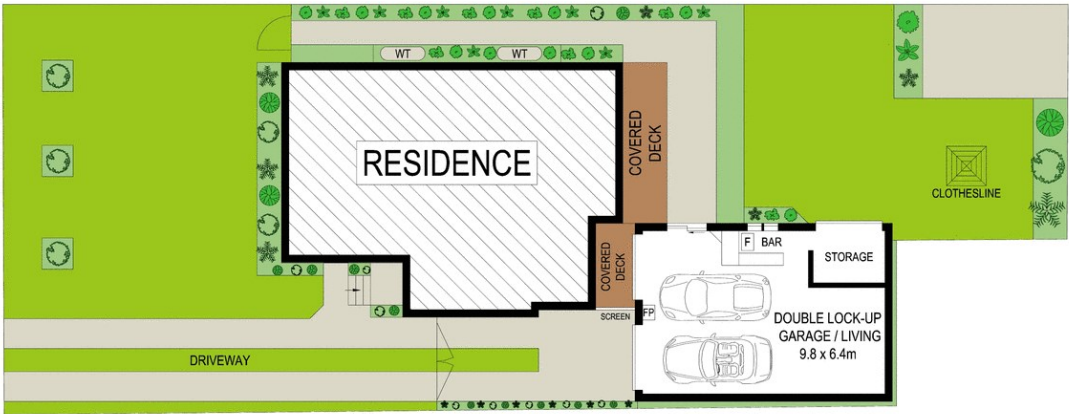 WT
WT
RESIDENCE
COVERED
DECK
CLOTHESLINE
COVERED
DECK
F
BAR
STORAGE
SCREEN
FP
DOUBLE LOCK-UP
GARAGE / LIVING
9.8 x 6.4m
DRIVEWAY